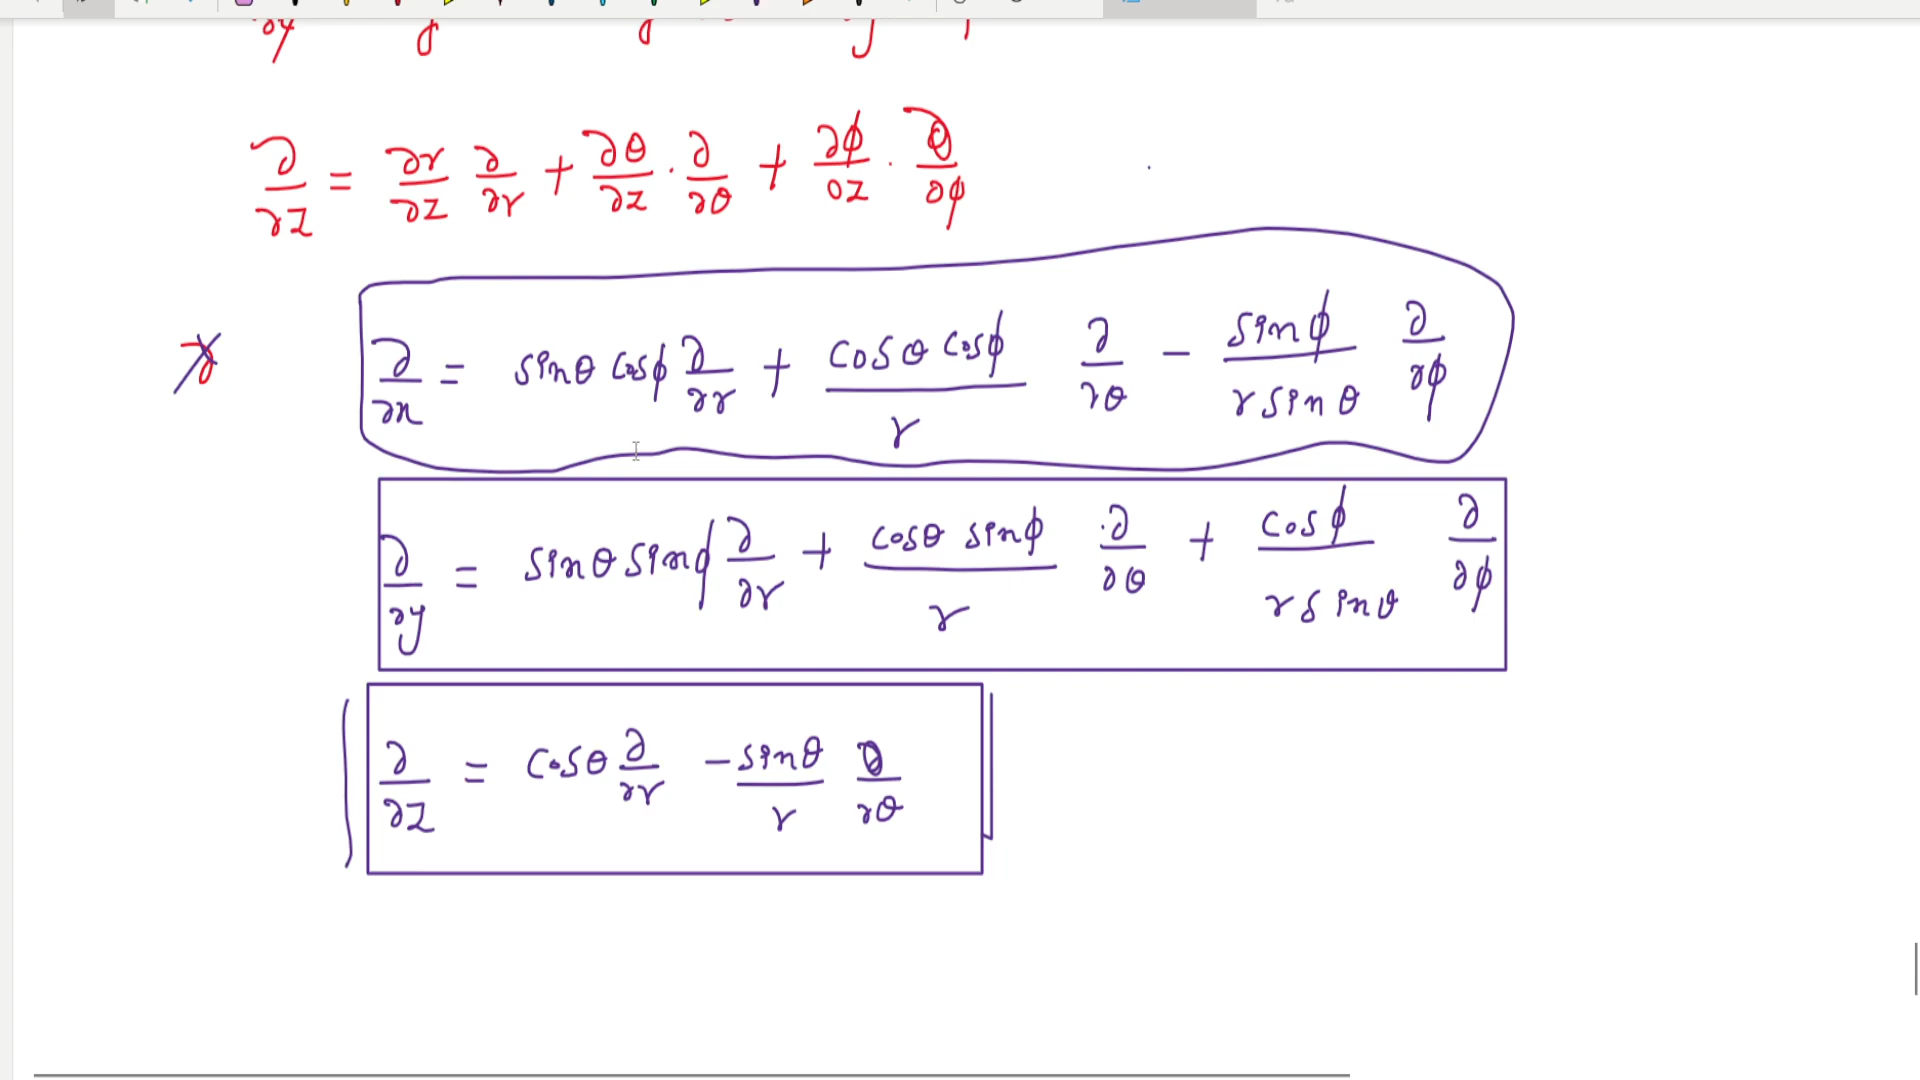 ∂/∂z = ∂r/∂z ∂/∂r + ∂θ/∂z · ∂/∂θ + ∂φ/∂z · ∂/∂φ
∂/∂x = sinθ cosφ ∂/∂r + cosθ cosφ/r ∂/∂θ − sinφ/r sinθ ∂/∂φ
∂/∂y = sinθ sinφ ∂/∂r + cosθ sinφ/r · ∂/∂θ + cosφ/r sinθ ∂/∂φ
∂/∂z = cosθ ∂/∂r − sinθ/r ∂/∂θ